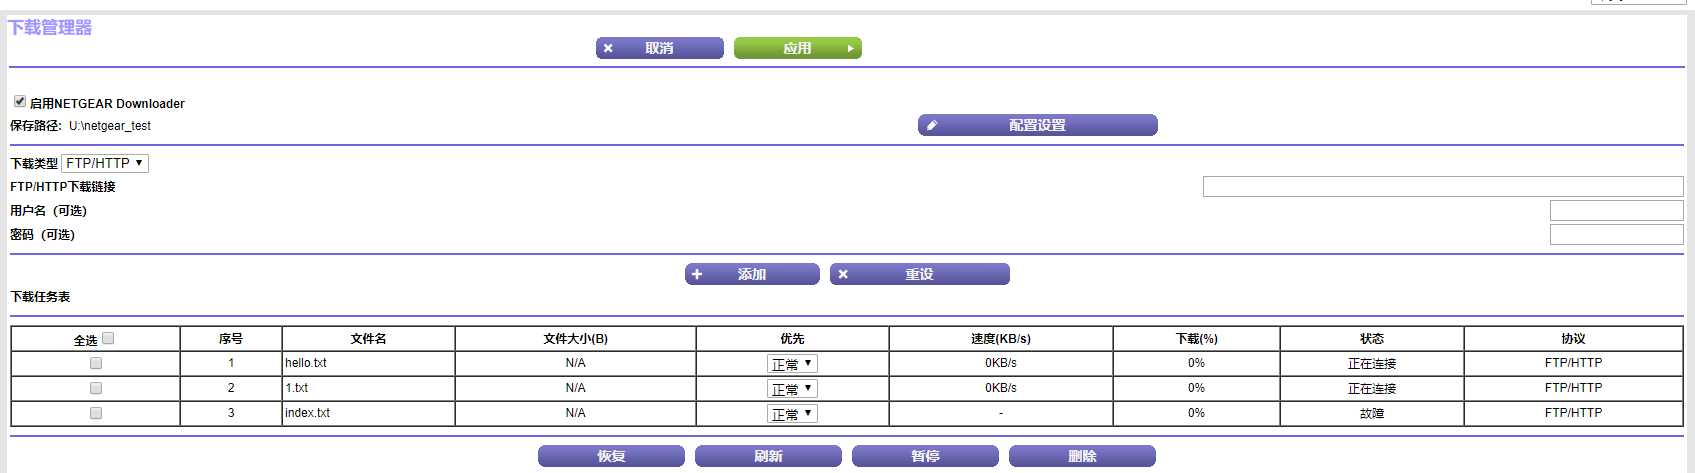 下载管理器
取消 应用
启用NETGEAR Downloader
保存路径: U:\netgear_test 配置设置
下载类型 FTP/HTTP
FTP/HTTP下载链接
用户名（可选）
密码（可选）
添加 重设
下载任务表
全选 序号 文件名 文件大小(B) 优先 速度(KB/s) 下载(%) 状态 协议
1 hello.txt N/A 正常 0KB/s 0% 正在连接 FTP/HTTP
2 1.txt N/A 正常 0KB/s 0% 正在连接 FTP/HTTP
3 index.txt N/A 正常 - 0% 故障 FTP/HTTP
恢复 刷新 暂停 删除